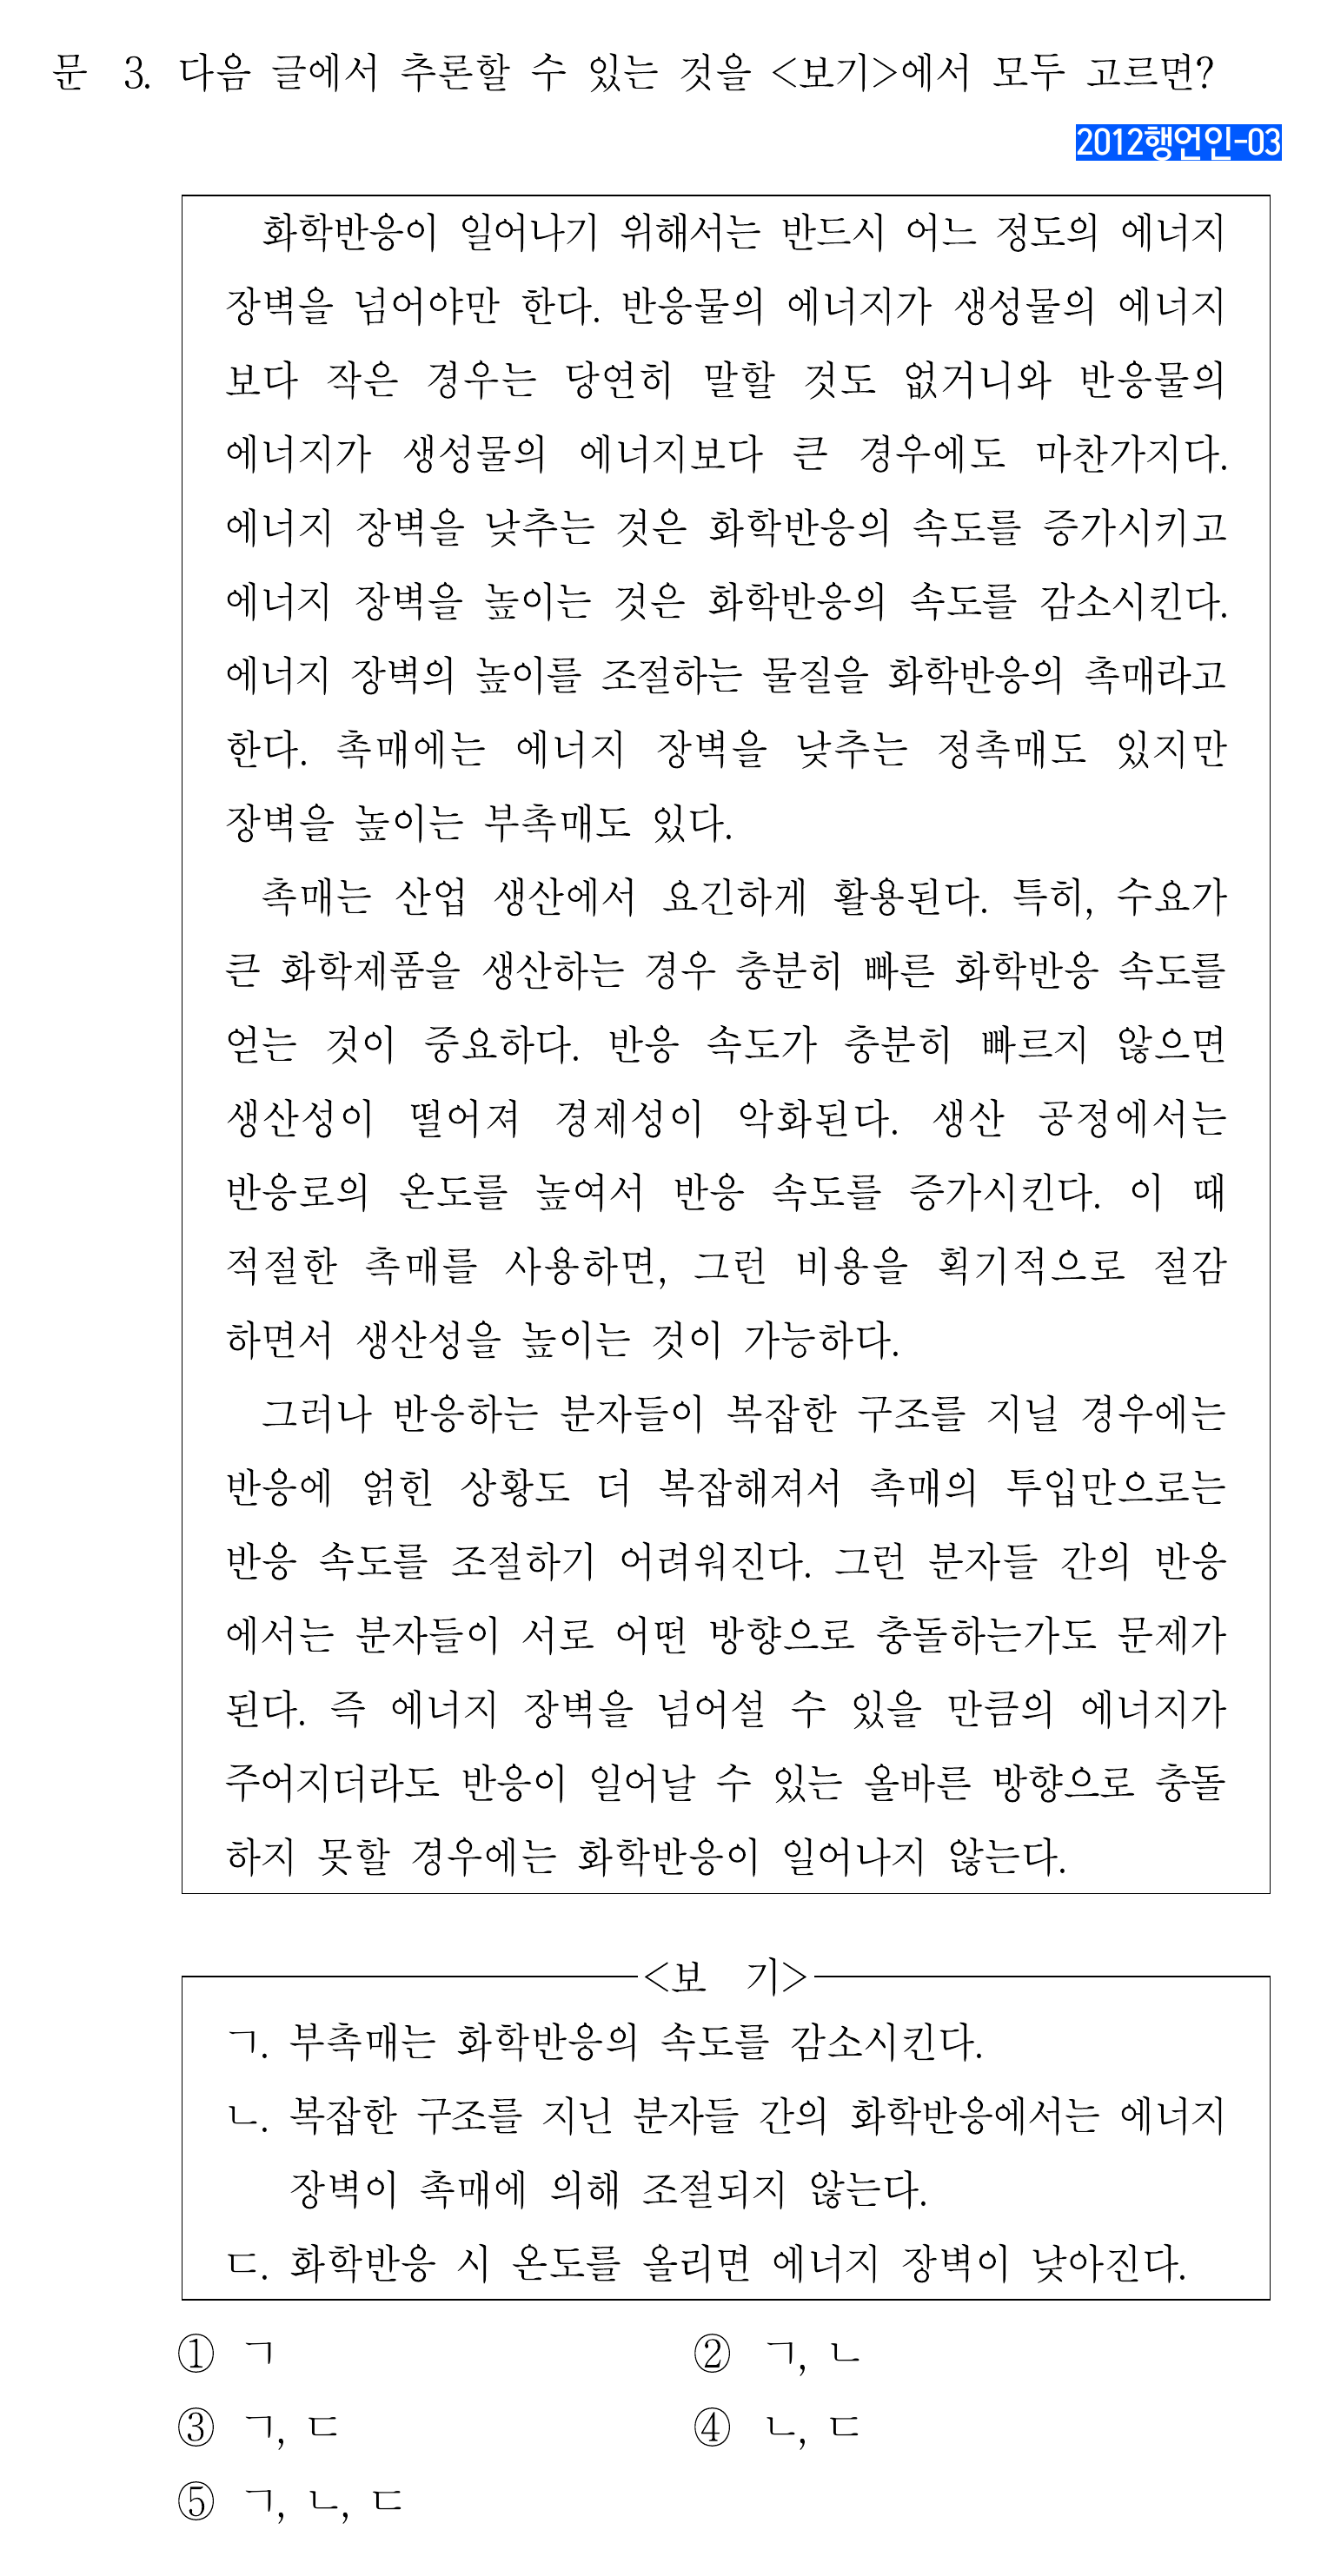 문 3. 다음 글에서 추론할 수 있는 것을 <보기>에서 모두 고르면?
2012행언인-03
화학반응이 일어나기 위해서는 반드시 어느 정도의 에너지
장벽을 넘어야만 한다. 반응물의 에너지가 생성물의 에너지
보다 작은 경우는 당연히 말할 것도 없거니와 반응물의
에너지가 생성물의 에너지보다 큰 경우에도 마찬가지다.
에너지 장벽을 낮추는 것은 화학반응의 속도를 증가시키고
에너지 장벽을 높이는 것은 화학반응의 속도를 감소시킨다.
에너지 장벽의 높이를 조절하는 물질을 화학반응의 촉매라고
한다. 촉매에는 에너지 장벽을 낮추는 정촉매도 있지만
장벽을 높이는 부촉매도 있다.
촉매는 산업 생산에서 요긴하게 활용된다. 특히, 수요가
큰 화학제품을 생산하는 경우 충분히 빠른 화학반응 속도를
얻는 것이 중요하다. 반응 속도가 충분히 빠르지 않으면
생산성이 떨어져 경제성이 악화된다. 생산 공정에서는
반응로의 온도를 높여서 반응 속도를 증가시킨다. 이 때
적절한 촉매를 사용하면, 그런 비용을 획기적으로 절감
하면서 생산성을 높이는 것이 가능하다.
그러나 반응하는 분자들이 복잡한 구조를 지닐 경우에는
반응에 얽힌 상황도 더 복잡해져서 촉매의 투입만으로는
반응 속도를 조절하기 어려워진다. 그런 분자들 간의 반응
에서는 분자들이 서로 어떤 방향으로 충돌하는가도 문제가
된다. 즉 에너지 장벽을 넘어설 수 있을 만큼의 에너지가
주어지더라도 반응이 일어날 수 있는 올바른 방향으로 충돌
하지 못할 경우에는 화학반응이 일어나지 않는다.
<보 기>
ㄱ. 부촉매는 화학반응의 속도를 감소시킨다.
ㄴ. 복잡한 구조를 지닌 분자들 간의 화학반응에서는 에너지
장벽이 촉매에 의해 조절되지 않는다.
ㄷ. 화학반응 시 온도를 올리면 에너지 장벽이 낮아진다.
① ㄱ ② ㄱ, ㄴ
③ ㄱ, ㄷ ④ ㄴ, ㄷ
⑤ ㄱ, ㄴ, ㄷ